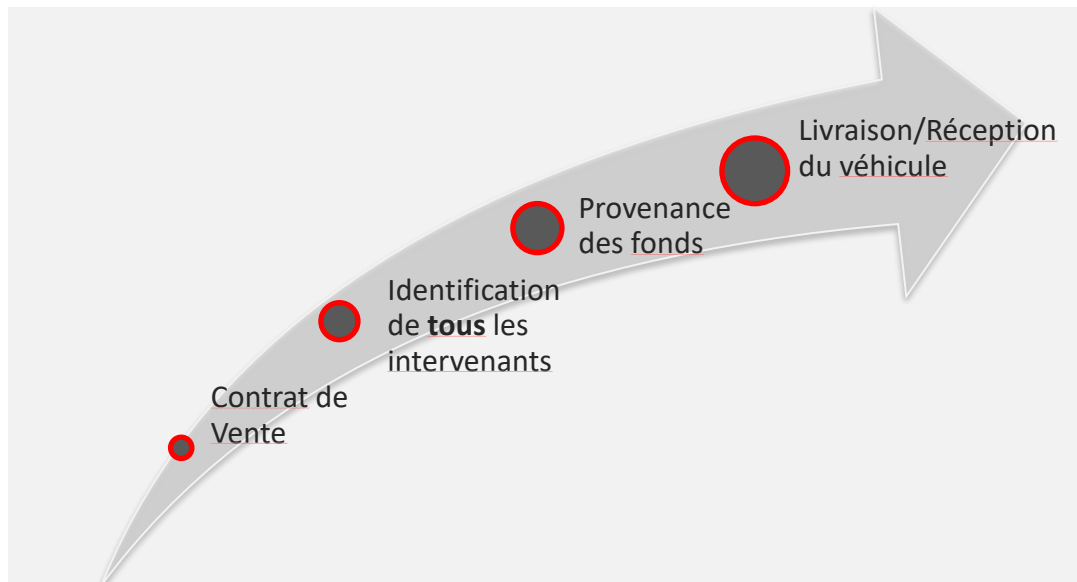 Contrat de
Vente
Identification
de tous les
intervenants
Provenance
des fonds
Livraison/Réception
du véhicule